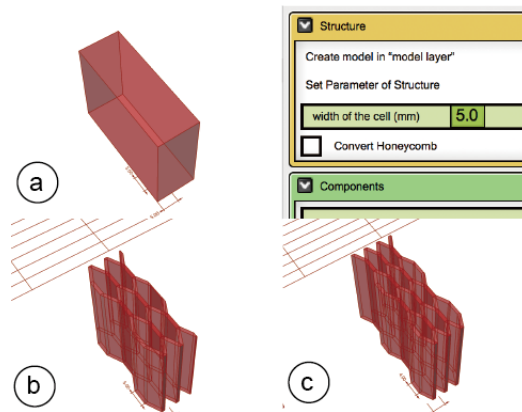 Structure
Create model in "model layer"
Set Parameter of Structure
width of the cell (mm) 5.0
Convert Honeycomb
Components
a
b
c